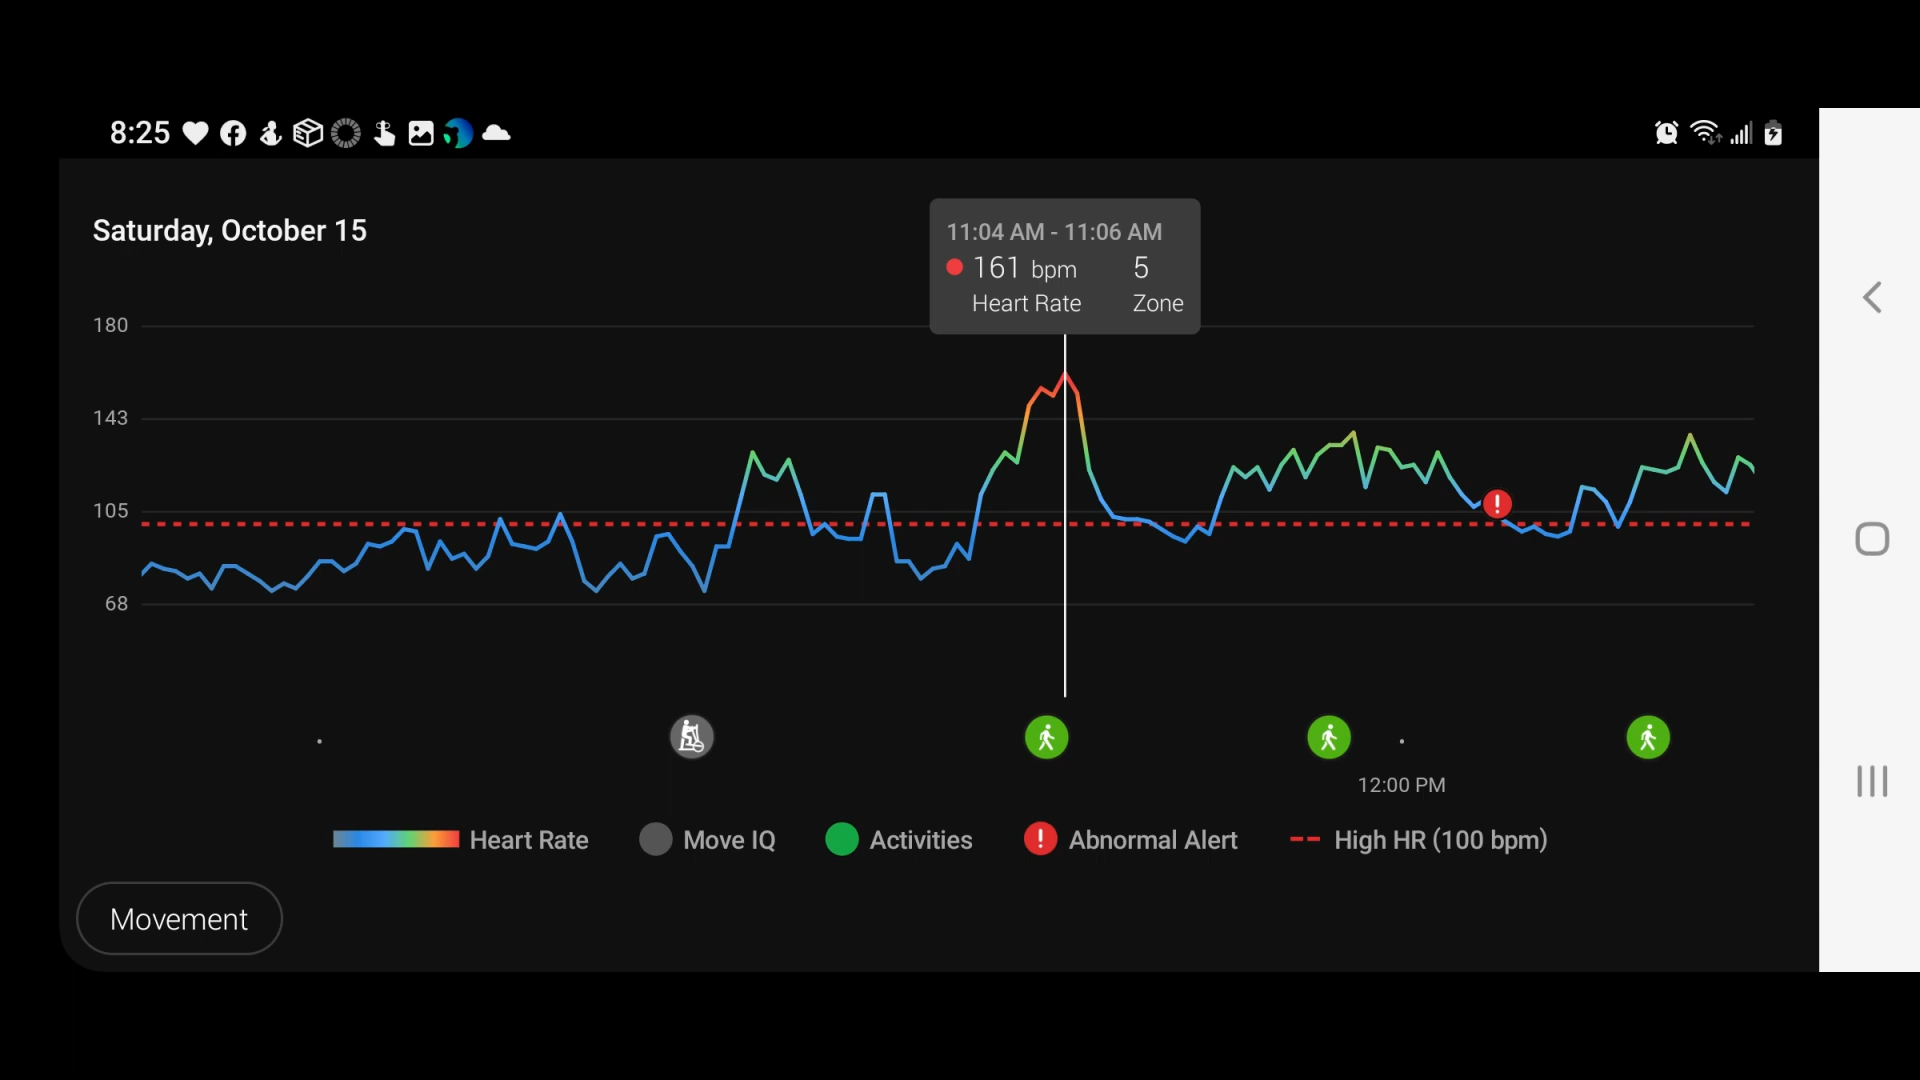 8:25
Saturday, October 15
11:04 AM - 11:06 AM
161 bpm 5
Heart Rate Zone
180
143
105
68
12:00 PM
Heart Rate Move IQ Activities ! Abnormal Alert High HR (100 bpm)
Movement